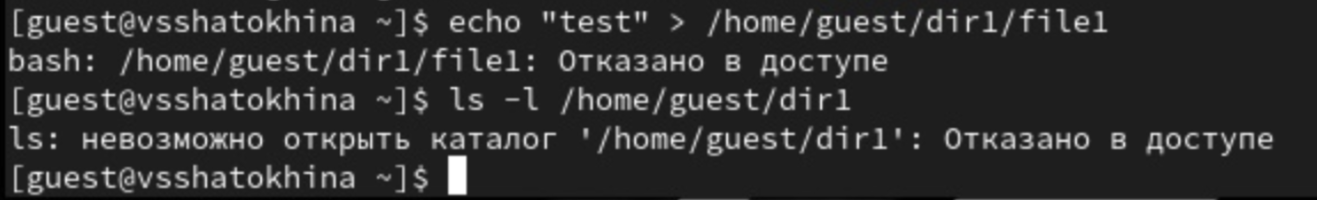 [guest@vsshatokhina ~]$ echo "test" > /home/guest/dir1/file1
bash: /home/guest/dir1/file1: Отказано в доступе
[guest@vsshatokhina ~]$ ls -l /home/guest/dir1
ls: невозможно открыть каталог '/home/guest/dir1': Отказано в доступе
[guest@vsshatokhina ~]$